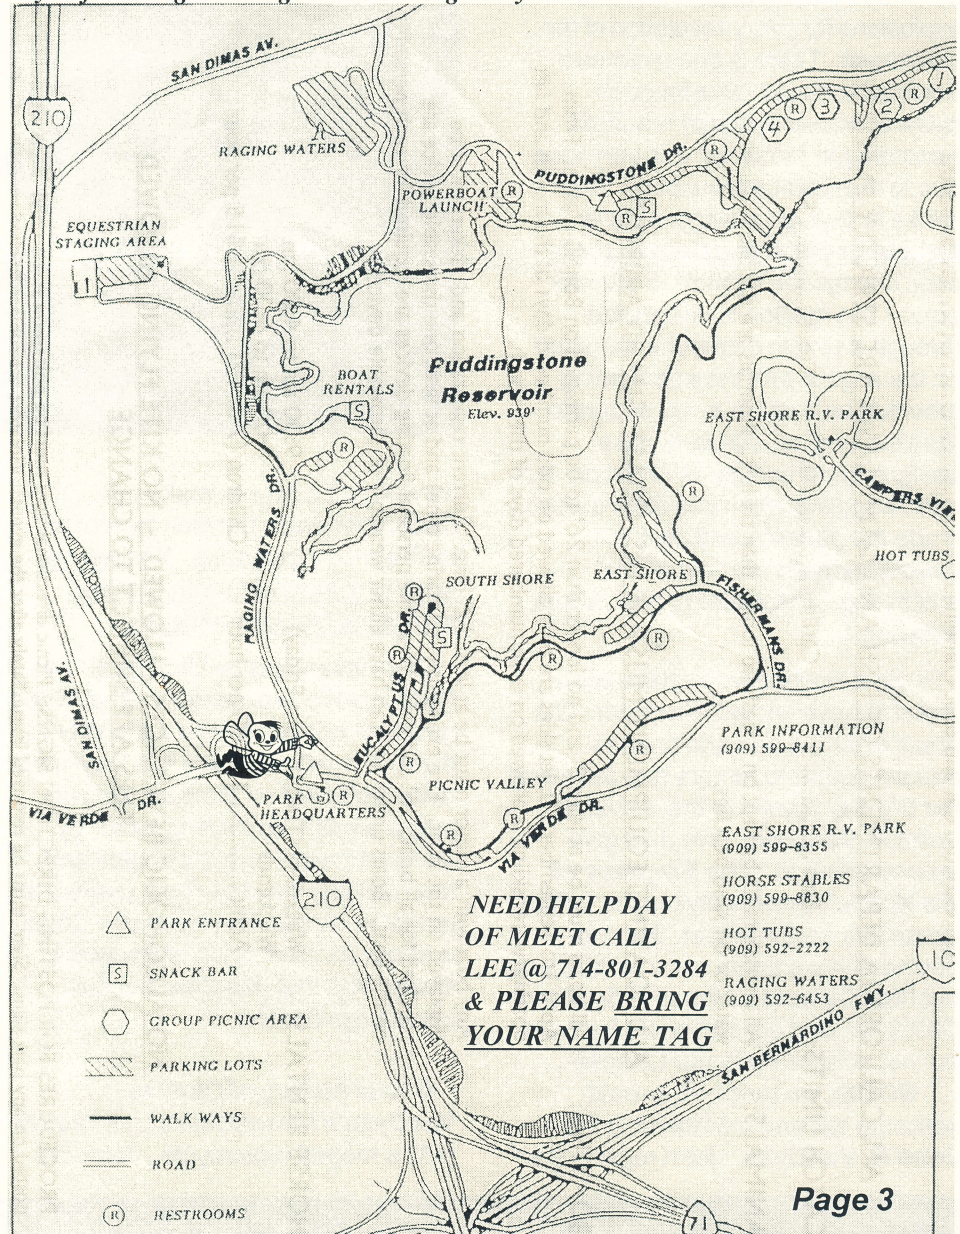 SAN DIMAS AV.
210
RAGING WATERS
PUDDINGSTONE DR.
4
R
3
2
R
1
R
POWERBOAT
LAUNCH
R
R
S
EQUESTRIAN
STAGING AREA
Puddingstone
Reservoir
Elev. 939'
BOAT
RENTALS
S
R
EAST SHORE R.V. PARK
CAMPERS VIEW
HOT TUBS
RAGING WATERS DR.
R
SOUTH SHORE
EAST SHORE
R
FISHERMANS DR.
EUCALYPTUS DR.
S
R
R
R
SAN DIMAS AV.
VIA VERDE DR.
PARK
HEADQUARTERS
R
R
PICNIC VALLEY
R
R
R
VIA VERDE DR.
PARK INFORMATION
(909) 599-8411
EAST SHORE R.V. PARK
(909) 599-8355
HORSE STABLES
(909) 599-8830
HOT TUBS
(909) 592-2222
RAGING WATERS
(909) 592-6453
210
NEED HELP DAY
OF MEET CALL
LEE @ 714-801-3284
& PLEASE BRING
YOUR NAME TAG
10
SAN BERNARDINO FWY.
71
PARK ENTRANCE
S SNACK BAR
GROUP PICNIC AREA
PARKING LOTS
WALK WAYS
ROAD
R RESTROOMS
Page 3